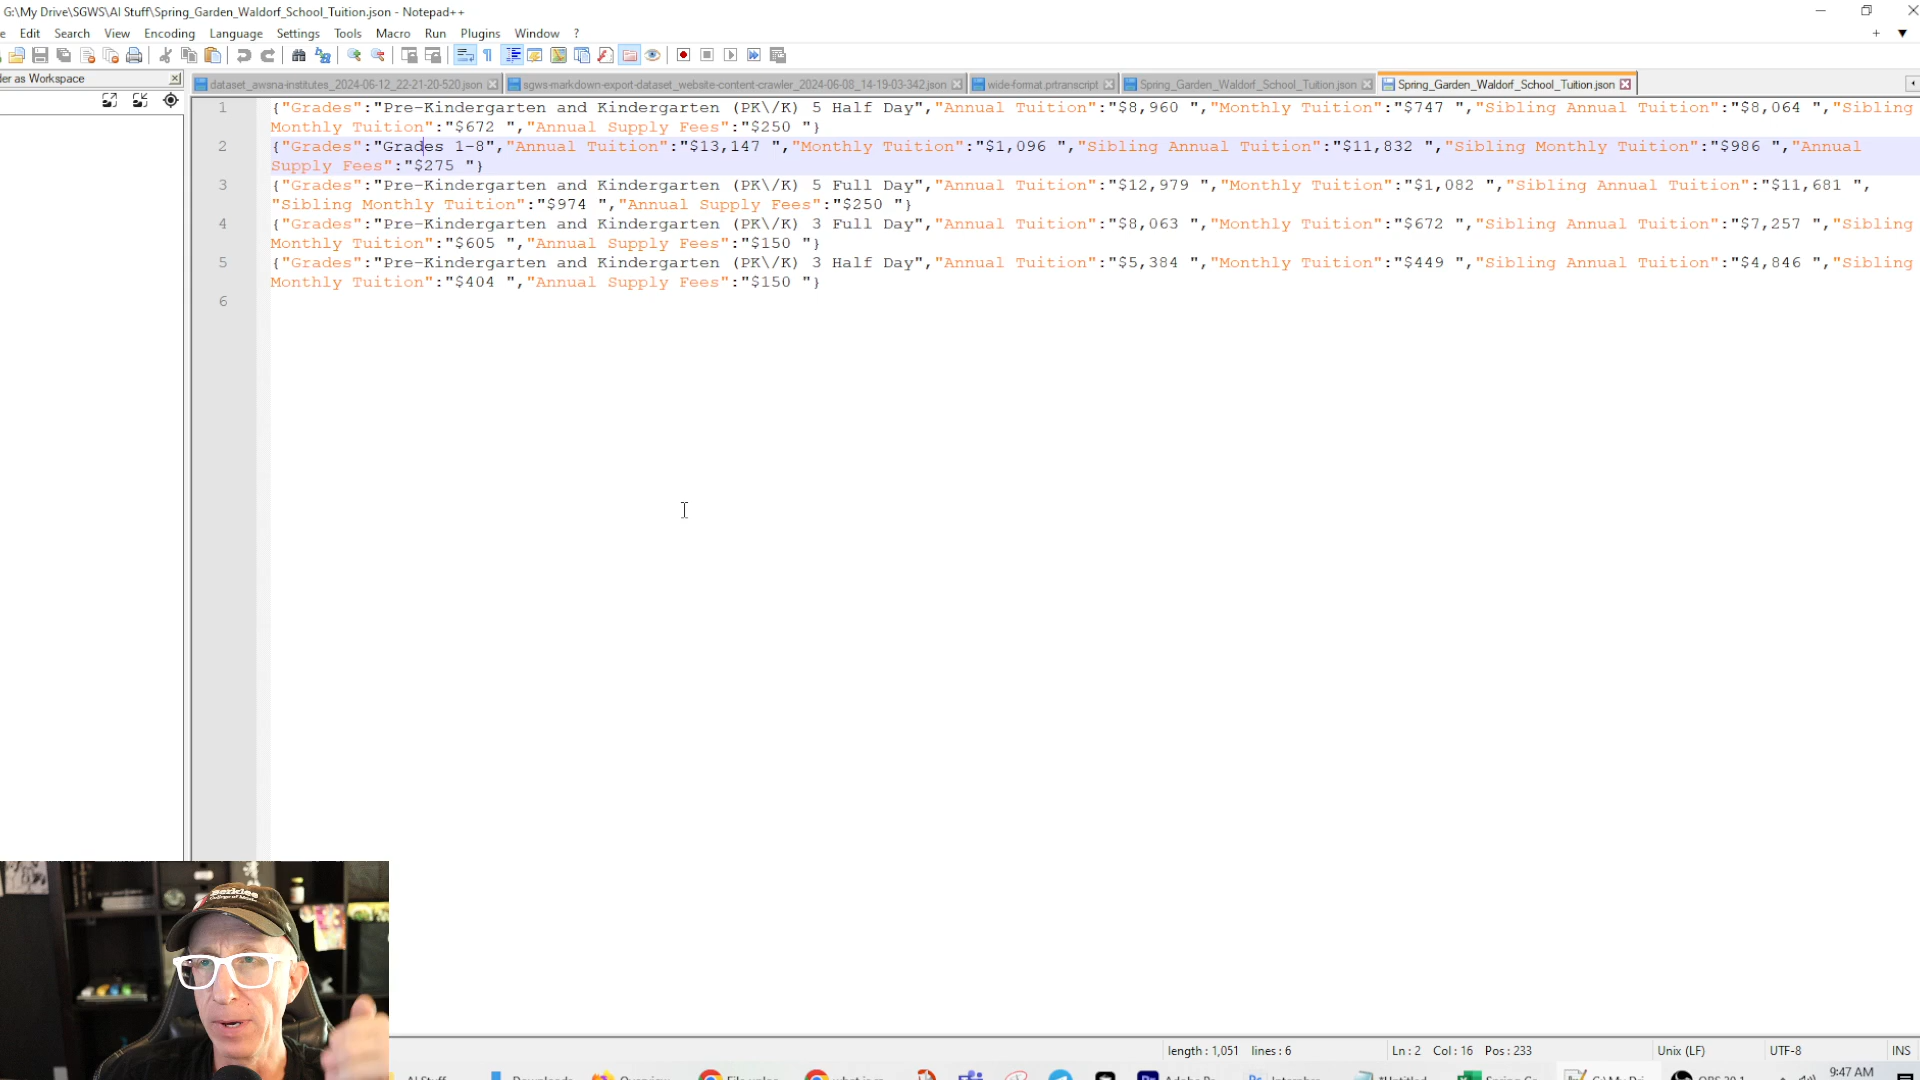 G:\My Drive\SGWS\AI Stuff\Spring_Garden_Waldorf_School_Tuition.json - Notepad++
Edit Search View Encoding Language Settings Tools Macro Run Plugins Window ?
der as Workspace
dataset_awsna-institutes_2024-06-12_22-21-20-520.json sgws-markdown-export-dataset_website-content-crawler_2024-06-08_14-19-03-342.json wide-format.prtranscript Spring_Garden_Waldorf_School_Tuition.json Spring_Garden_Waldorf_School_Tuition.json
1 {"Grades":"Pre-Kindergarten and Kindergarten (PK\/K) 5 Half Day","Annual Tuition":"$8,960 ","Monthly Tuition":"$747 ","Sibling Annual Tuition":"$8,064 ","Sibling
Monthly Tuition":"$672 ","Annual Supply Fees":"$250 "}
2 {"Grades":"Grades 1-8","Annual Tuition":"$13,147 ","Monthly Tuition":"$1,096 ","Sibling Annual Tuition":"$11,832 ","Sibling Monthly Tuition":"$986 ","Annual
Supply Fees":"$275 "}
3 {"Grades":"Pre-Kindergarten and Kindergarten (PK\/K) 5 Full Day","Annual Tuition":"$12,979 ","Monthly Tuition":"$1,082 ","Sibling Annual Tuition":"$11,681 ",
"Sibling Monthly Tuition":"$974 ","Annual Supply Fees":"$250 "}
4 {"Grades":"Pre-Kindergarten and Kindergarten (PK\/K) 3 Full Day","Annual Tuition":"$8,063 ","Monthly Tuition":"$672 ","Sibling Annual Tuition":"$7,257 ","Sibling
Monthly Tuition":"$605 ","Annual Supply Fees":"$150 "}
5 {"Grades":"Pre-Kindergarten and Kindergarten (PK\/K) 3 Half Day","Annual Tuition":"$5,384 ","Monthly Tuition":"$449 ","Sibling Annual Tuition":"$4,846 ","Sibling
Monthly Tuition":"$404 ","Annual Supply Fees":"$150 "}
6
Berklee
length : 1,051 lines : 6 Ln : 2 Col : 16 Pos : 233 Unix (LF) UTF-8 INS
9:47 AM